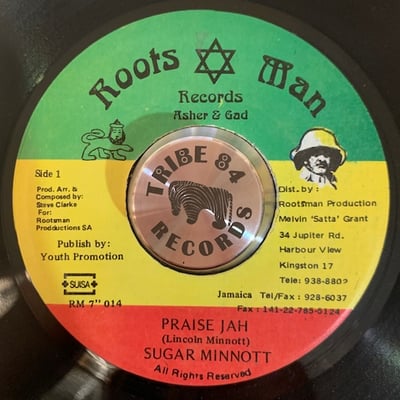 Roots Man
Records
Asher & Gad
Side 1
Prod. Arr. &
Composed by:
Steve Clarke
For:
Rootsman
Productions SA
Publish by:
Youth Promotion
SUISA
RM 7" 014
TRIBE 84
RECORDS
Dist. by:
Rootsman Production
Melvin 'Satta' Grant
34 Jupiter Rd.
Harbour View
Kingston 17
Tele: 938-8802
Jamaica Tel/Fax : 928-6037
Fax : 141-22-785-5124
PRAISE JAH
(Lincoln Minnott)
SUGAR MINNOTT
All Rights Reserved